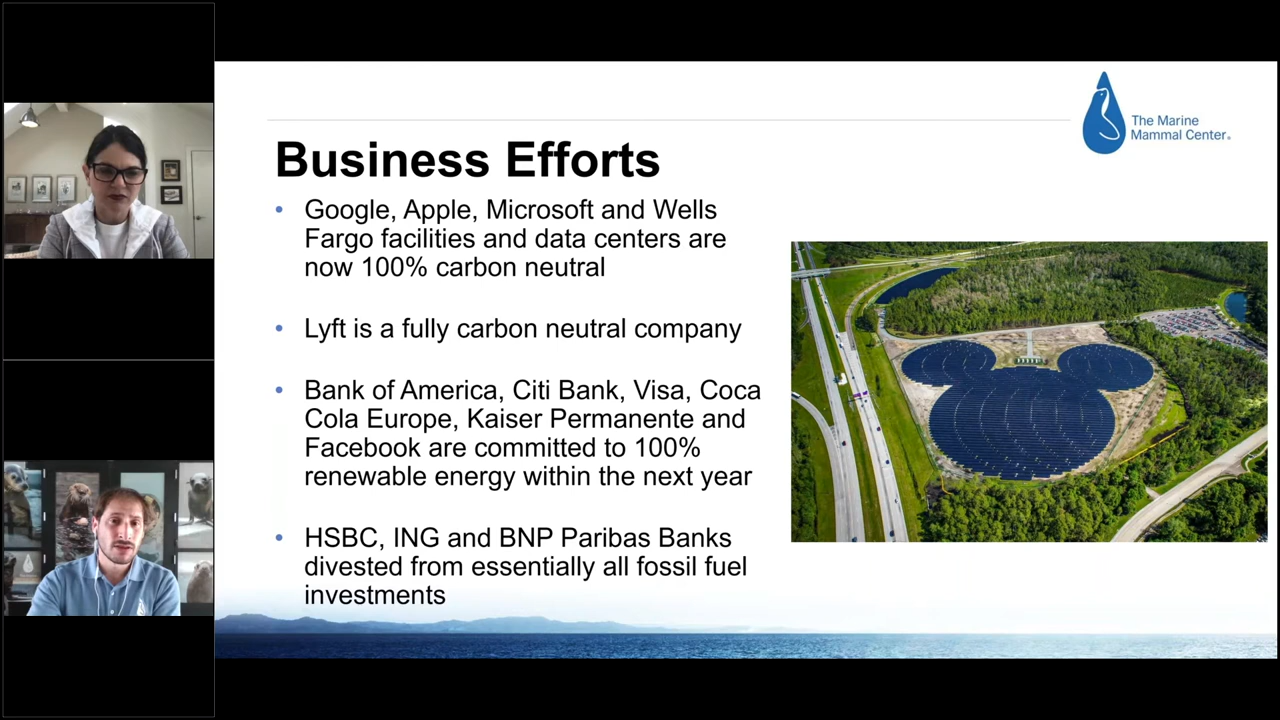 The Marine
Mammal Center®
Business Efforts
• Google, Apple, Microsoft and Wells
Fargo facilities and data centers are
now 100% carbon neutral
• Lyft is a fully carbon neutral company
• Bank of America, Citi Bank, Visa, Coca
Cola Europe, Kaiser Permanente and
Facebook are committed to 100%
renewable energy within the next year
• HSBC, ING and BNP Paribas Banks
divested from essentially all fossil fuel
investments